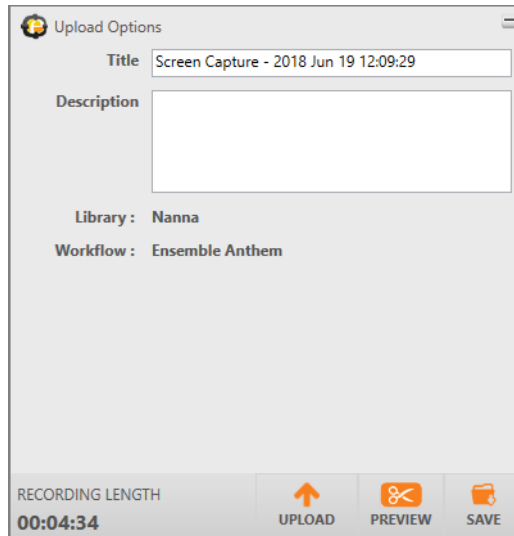 Upload Options
Title Screen Capture - 2018 Jun 19 12:09:29
Description
Library : Nanna
Workflow : Ensemble Anthem
RECORDING LENGTH
00:04:34
UPLOAD PREVIEW SAVE